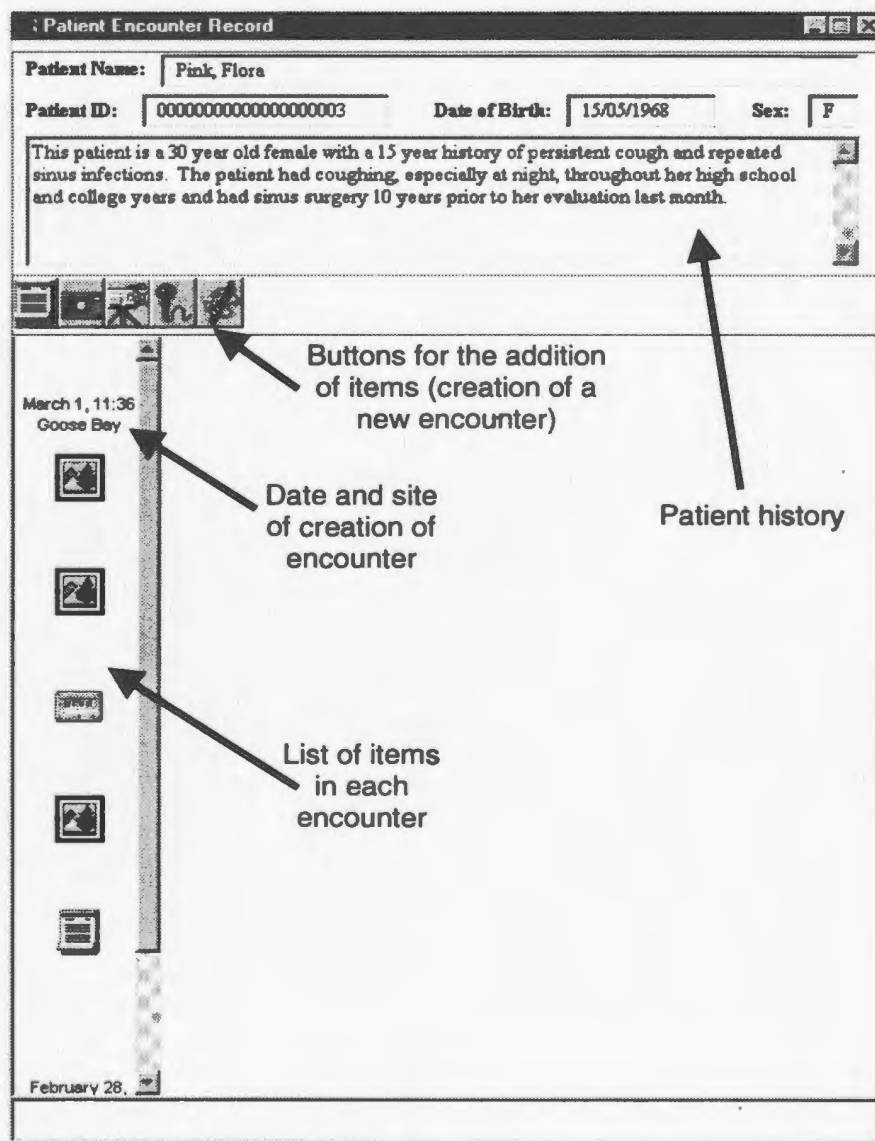 Patient Encounter Record
Patient Name: Pink, Flora
Patient ID: 00000000000000000003 Date of Birth: 15/05/1968 Sex: F
This patient is a 30 year old female with a 15 year history of persistent cough and repeated
sinus infections. The patient had coughing, especially at night, throughout her high school
and college years and had sinus surgery 10 years prior to her evaluation last month.
Buttons for the addition
of items (creation of a
new encounter)
March 1, 11:36
Goose Bay
Date and site
of creation of
encounter
Patient history
List of items
in each
encounter
February 28,